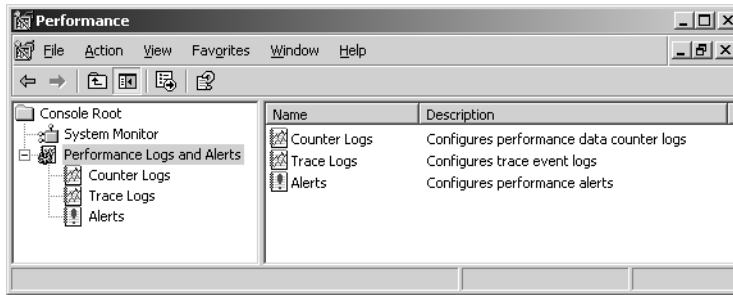 Performance
File Action View Favorites Window Help
Console Root
System Monitor
Performance Logs and Alerts
Counter Logs
Trace Logs
Alerts
Name Description
Counter Logs Configures performance data counter logs
Trace Logs Configures trace event logs
Alerts Configures performance alerts